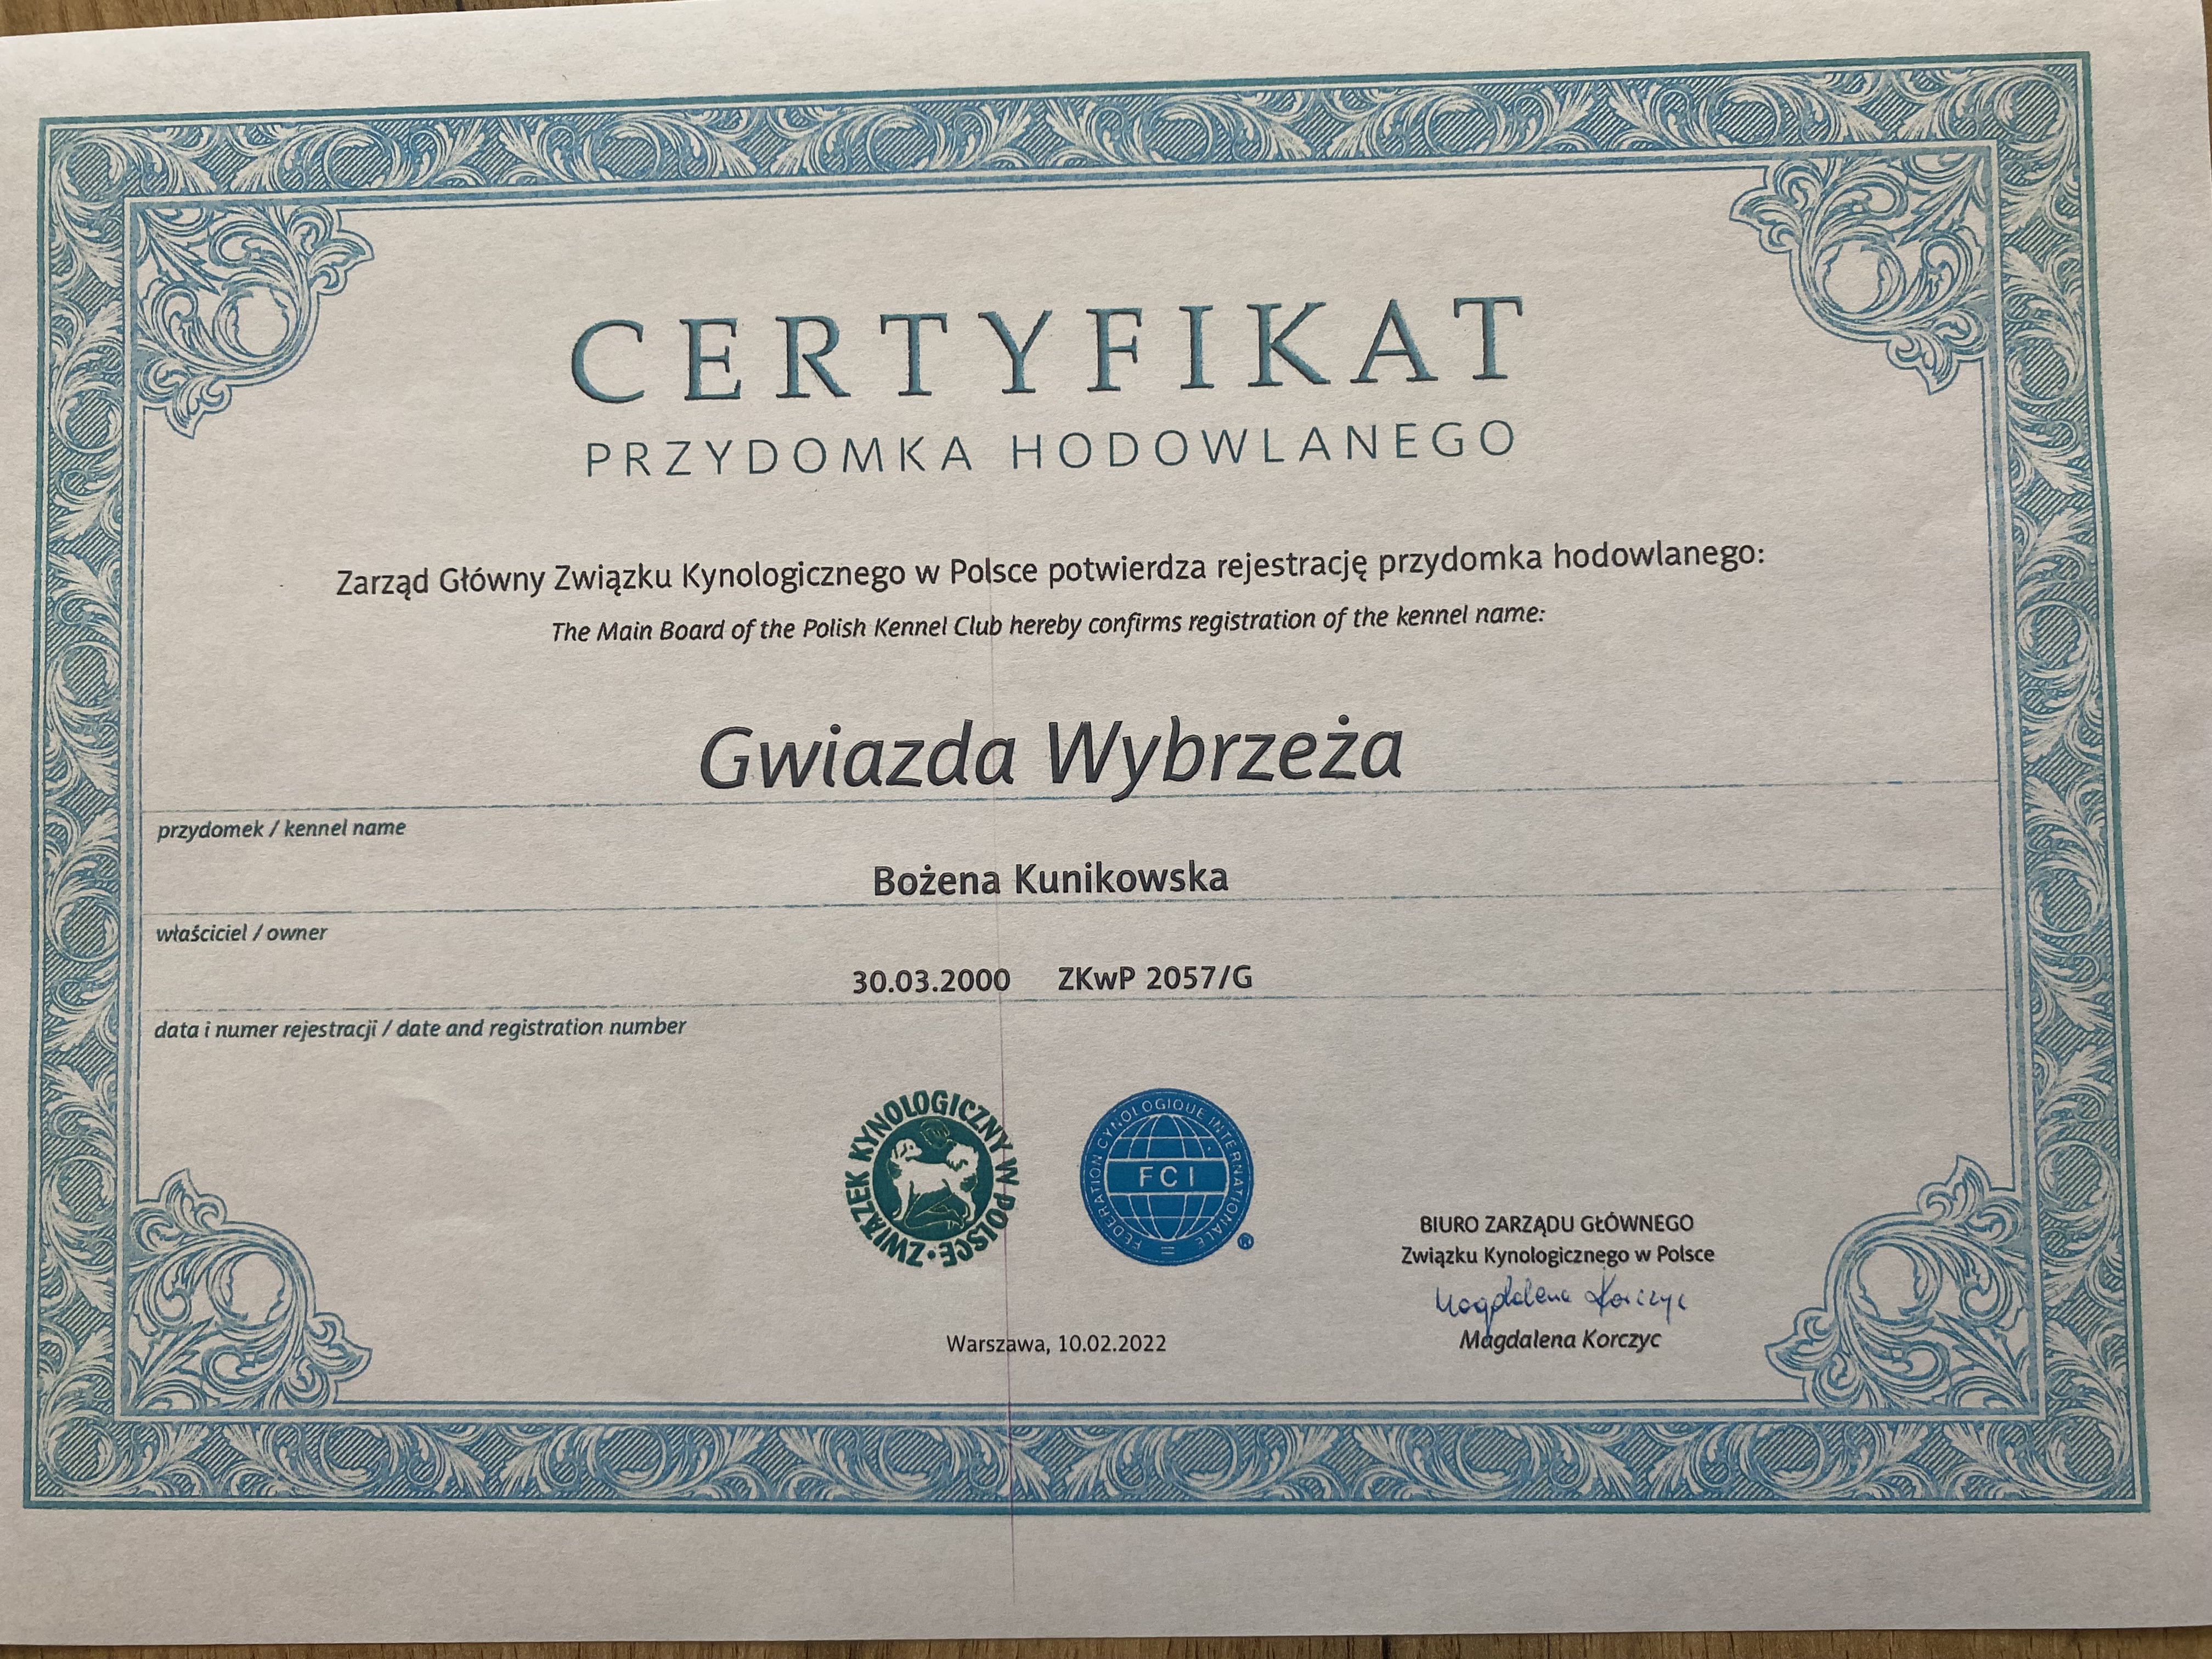 CERTYFIKAT
PRZYDOMKA HODOWLANEGO
Zarząd Główny Związku Kynologicznego w Polsce potwierdza rejestrację przydomka hodowlanego:
The Main Board of the Polish Kennel Club hereby confirms registration of the kennel name:
Gwiazda Wybrzeża
przydomek / kennel name
Bożena Kunikowska
właściciel / owner
30.03.2000 ZKwP 2057/G
data i numer rejestracji / date and registration number
ZWIĄZEK KYNOLOGICZNY W POLSCE
FEDERATION CYNOLOGIQUE INTERNATIONALE
FCI
®
BIURO ZARZĄDU GŁÓWNEGO
Związku Kynologicznego w Polsce
Magdalena Korczyc
Magdalena Korczyc
Warszawa, 10.02.2022